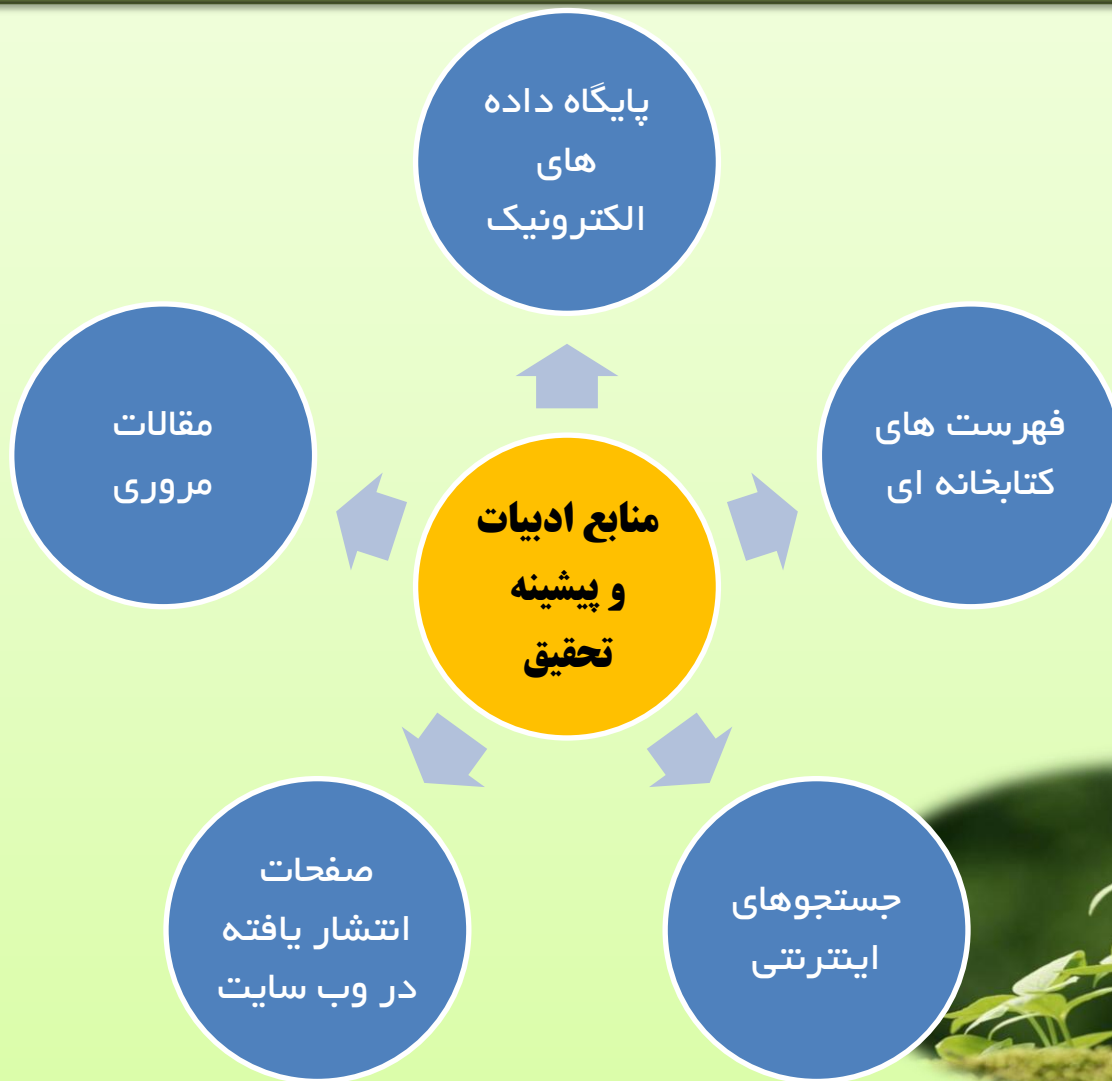 پایگاه داده
های
الکترونیک
فهرست های
کتابخانه ای
مقالات
مروری
منابع ادبیات
و پیشینه
تحقیق
جستجوهای
اینترنتی
صفحات
انتشار یافته
در وب سایت